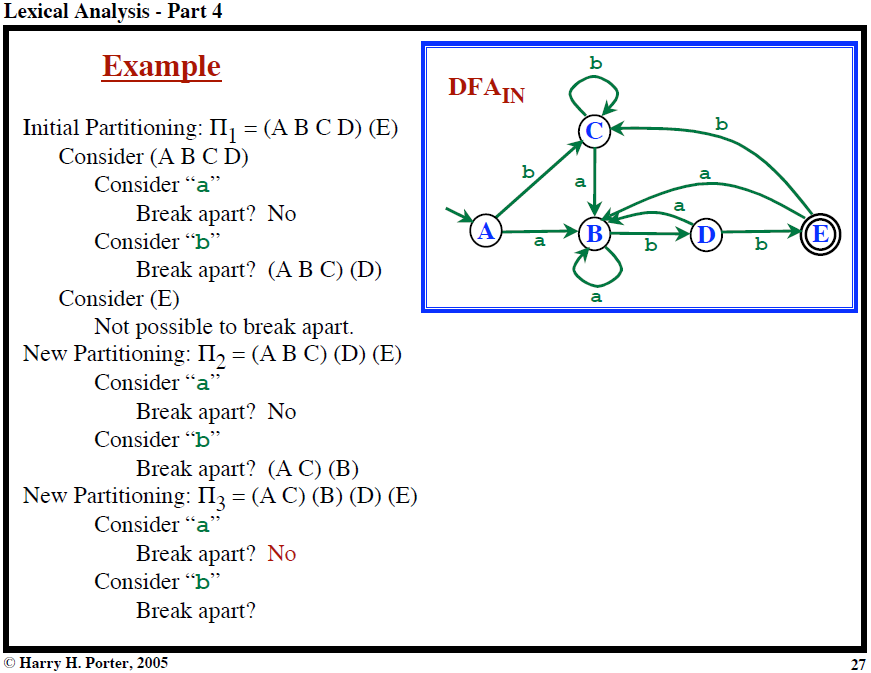 Lexical Analysis - Part 4
Example
Initial Partitioning: Π1 = (A B C D) (E)
Consider (A B C D)
Consider “a”
Break apart? No
Consider “b”
Break apart? (A B C) (D)
Consider (E)
Not possible to break apart.
New Partitioning: Π2 = (A B C) (D) (E)
Consider “a”
Break apart? No
Consider “b”
Break apart? (A C) (B)
New Partitioning: Π3 = (A C) (B) (D) (E)
Consider “a”
Break apart? No
Consider “b”
Break apart?
DFAIN
b
C
b
b
a
a
a
A
a
B
b
D
b
E
a
© Harry H. Porter, 2005
27